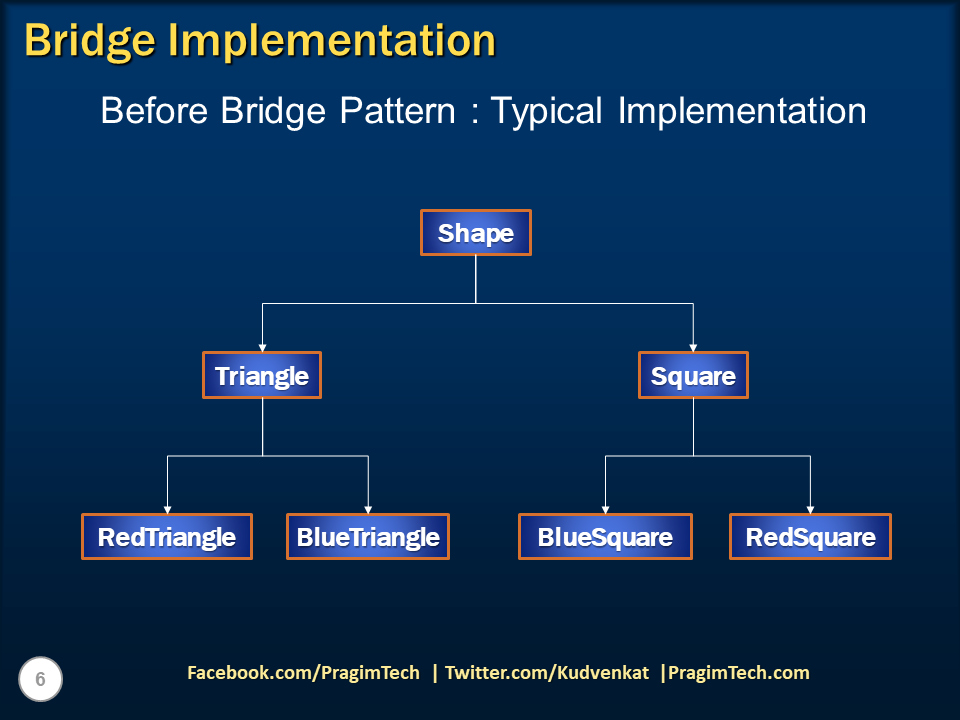 Bridge Implementation
Before Bridge Pattern : Typical Implementation
Shape
Triangle
Square
RedTriangle
BlueTriangle
BlueSquare
RedSquare
6
Facebook.com/PragimTech | Twitter.com/Kudvenkat |PragimTech.com